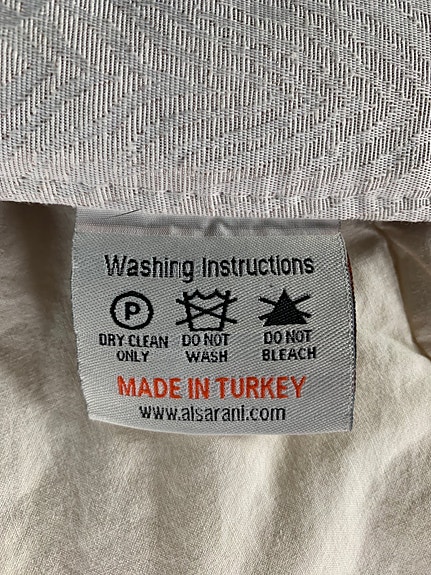 Washing Instructions
P
DRY CLEAN ONLY
DO NOT WASH
DO NOT BLEACH
MADE IN TURKEY
www.alsarani.com